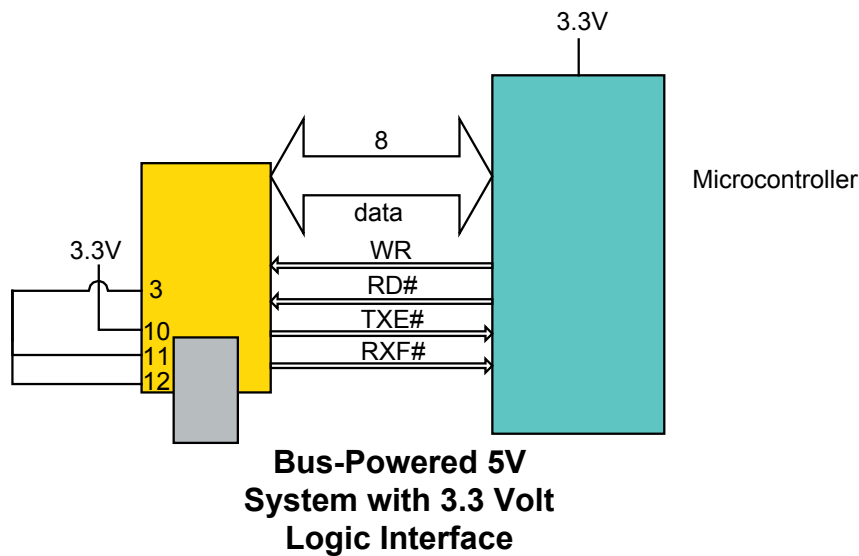 3.3V
8
Microcontroller
data
WR
3.3V
RD#
3
TXE#
10
RXF#
11
12
Bus-Powered 5V
System with 3.3 Volt
Logic Interface